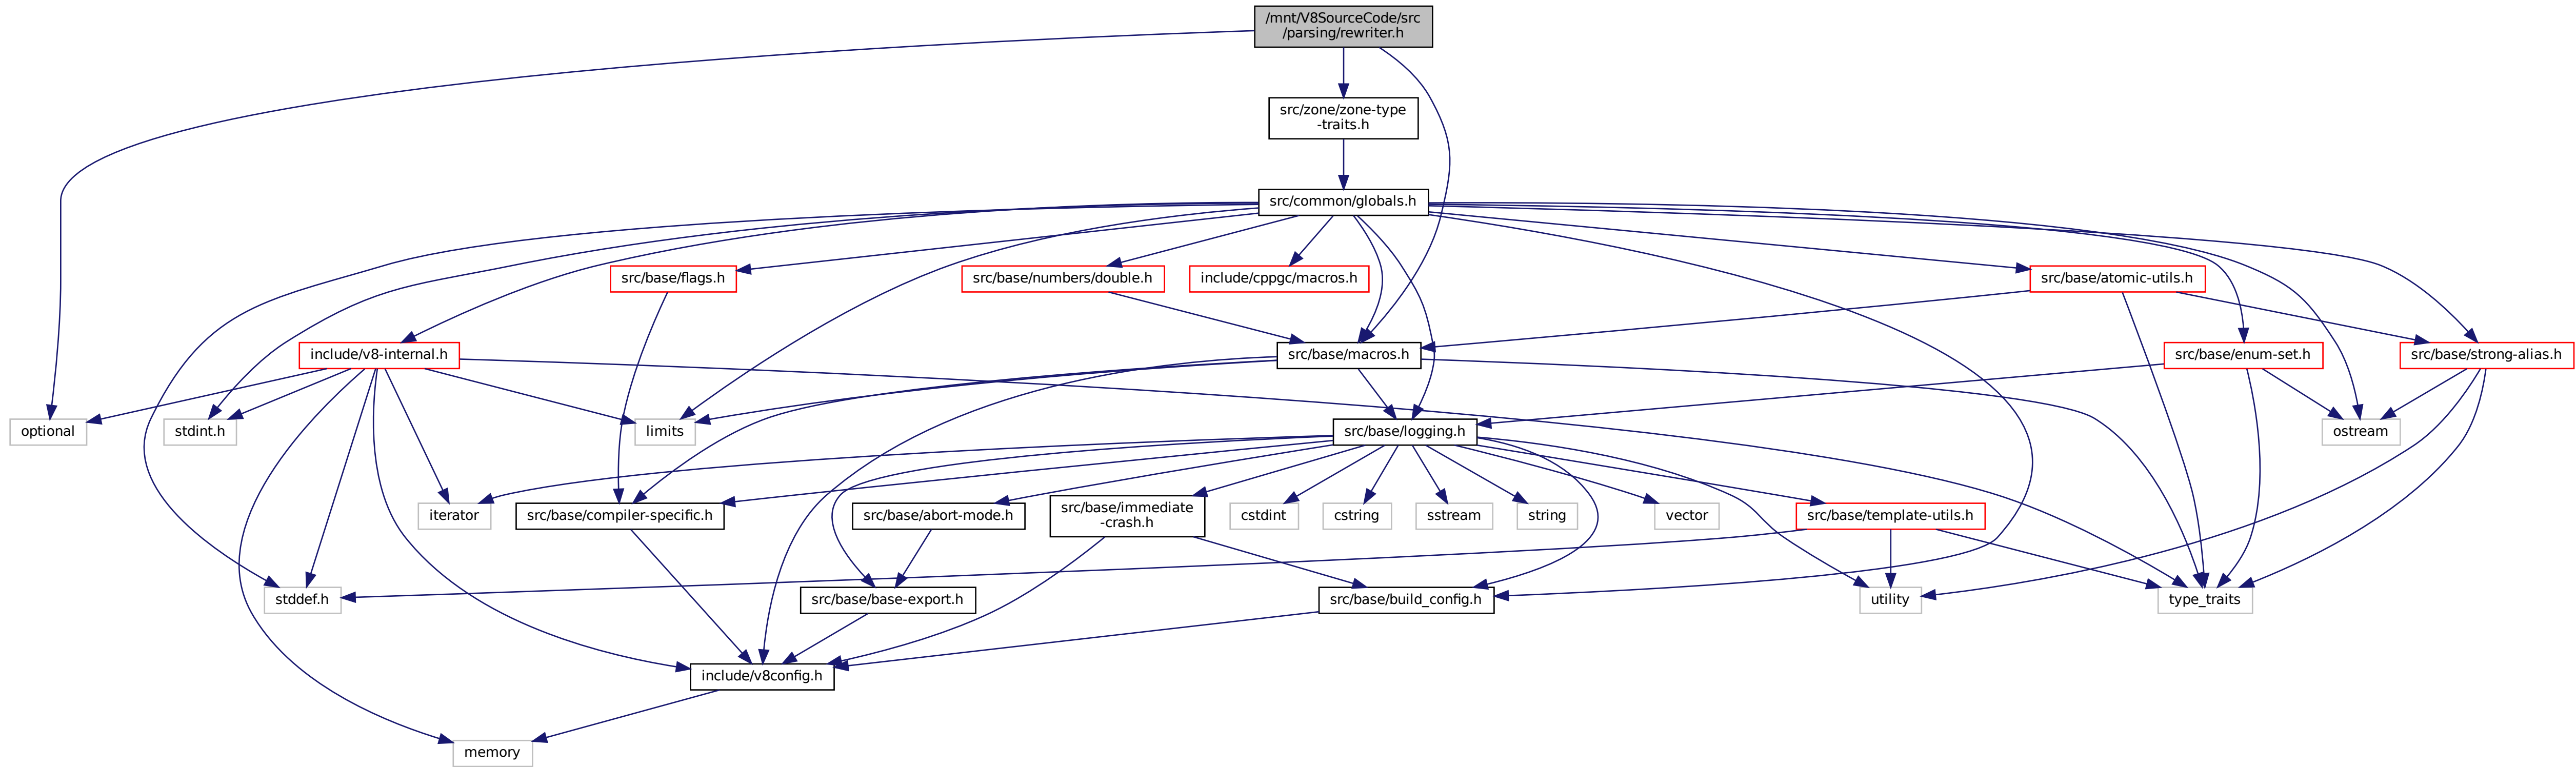 /mnt/V8SourceCode/src
/parsing/rewriter.h
src/zone/zone-type
-traits.h
src/common/globals.h
src/base/flags.h
src/base/numbers/double.h
include/cppgc/macros.h
src/base/atomic-utils.h
include/v8-internal.h
src/base/macros.h
src/base/enum-set.h
src/base/strong-alias.h
optional
stdint.h
limits
src/base/logging.h
ostream
iterator
src/base/compiler-specific.h
src/base/abort-mode.h
src/base/immediate
-crash.h
cstdint
cstring
sstream
string
vector
src/base/template-utils.h
stddef.h
src/base/base-export.h
src/base/build_config.h
utility
type_traits
include/v8config.h
memory